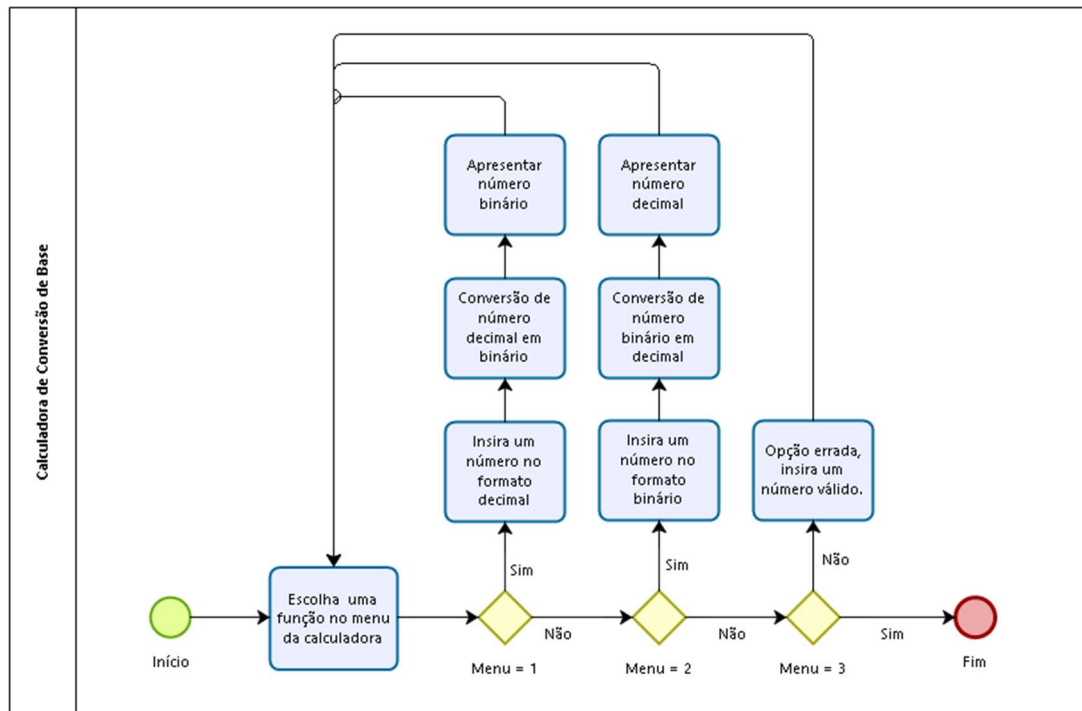 Calculadora de Conversão de Base
Apresentar
número
binário
Apresentar
número
decimal
Conversão de
número
decimal em
binário
Conversão de
número
binário em
decimal
Insira um
número no
formato
decimal
Insira um
número no
formato
binário
Opção errada,
insira um
número válido.
Sim
Sim
Não
Escolha uma
função no menu
da calculadora
Não
Não
Sim
Início
Menu = 1
Menu = 2
Menu = 3
Fim